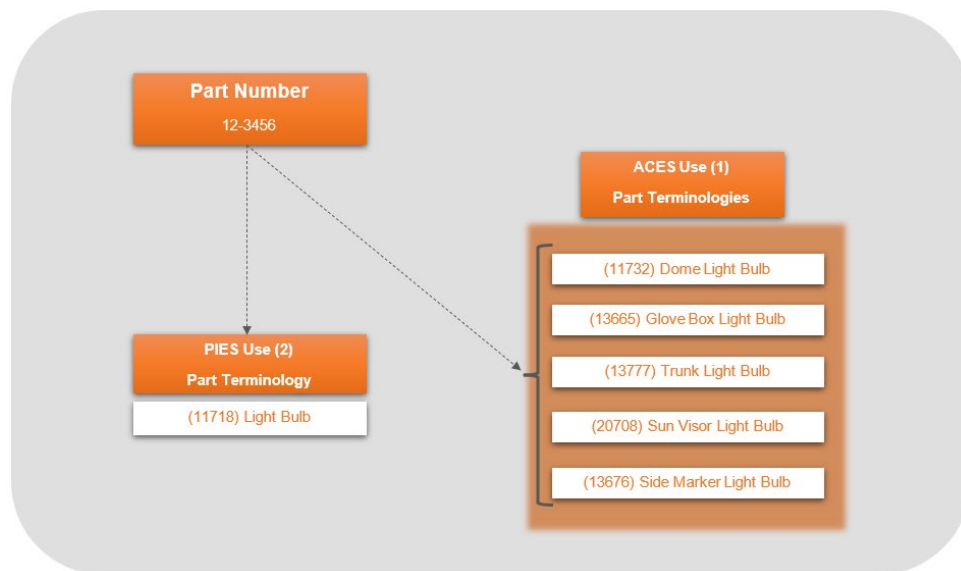 Part Number
12-3456
ACES Use (1)
Part Terminologies
(11732) Dome Light Bulb
(13665) Glove Box Light Bulb
(13777) Trunk Light Bulb
(20708) Sun Visor Light Bulb
(13676) Side Marker Light Bulb
PIES Use (2)
Part Terminology
(11718) Light Bulb